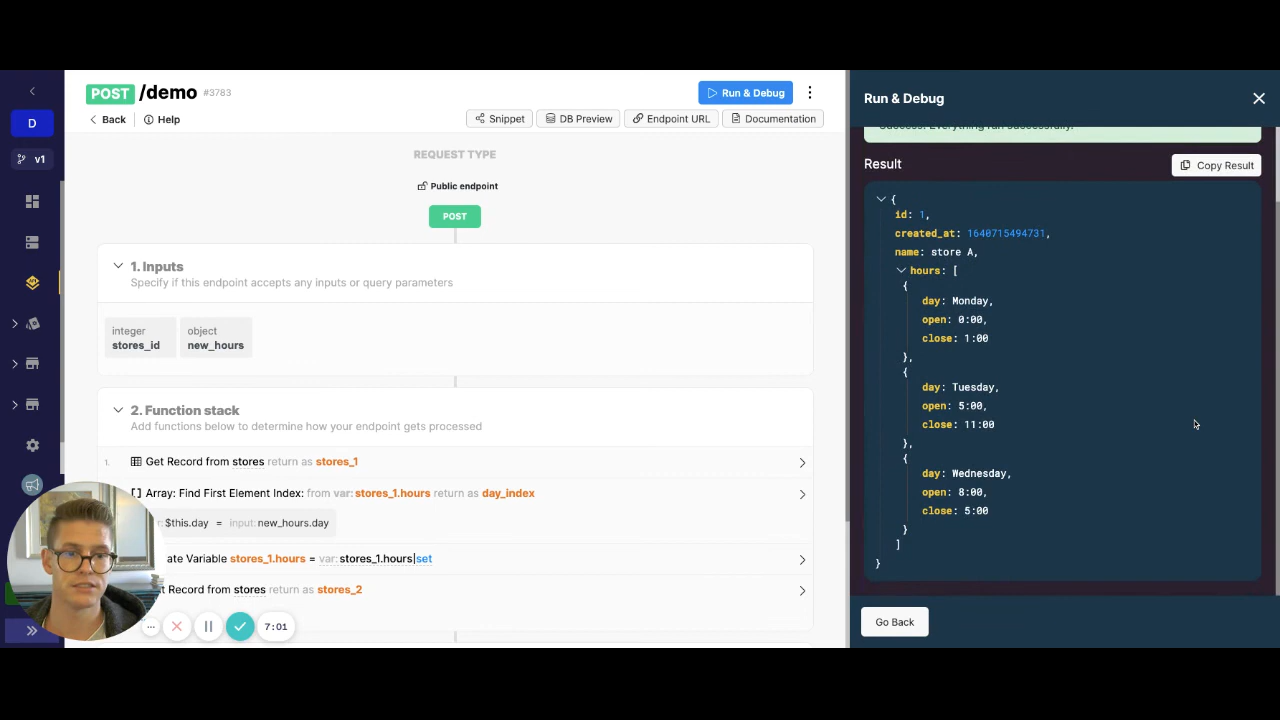 POST /demo #3783
Run & Debug
Back
Help
Snippet
DB Preview
Endpoint URL
Documentation
D
v1
REQUEST TYPE
Public endpoint
POST
1. Inputs
Specify if this endpoint accepts any inputs or query parameters
integer
stores_id
object
new_hours
2. Function stack
Add functions below to determine how your endpoint gets processed
1. Get Record from stores return as stores_1
Array: Find First Element Index: from var: stores_1.hours return as day_index
$this.day = input: new_hours.day
ate Variable stores_1.hours = var: stores_1.hours|set
t Record from stores return as stores_2
7:01
Run & Debug
Success! Everything ran successfully.
Result
Copy Result
{
id: 1,
created_at: 1640715494731,
name: store A,
hours: [
{
day: Monday,
open: 0:00,
close: 1:00
},
{
day: Tuesday,
open: 5:00,
close: 11:00
},
{
day: Wednesday,
open: 8:00,
close: 5:00
}
]
}
Go Back